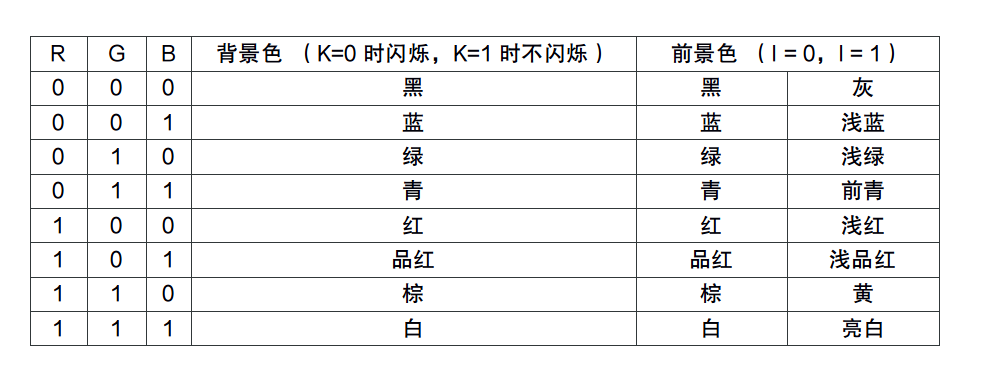 R G B 背景色 （K=0 时闪烁，K=1 时不闪烁） 前景色 （I = 0，I = 1）
0 0 0 黑 黑 灰
0 0 1 蓝 蓝 浅蓝
0 1 0 绿 绿 浅绿
0 1 1 青 青 前青
1 0 0 红 红 浅红
1 0 1 品红 品红 浅品红
1 1 0 棕 棕 黄
1 1 1 白 白 亮白